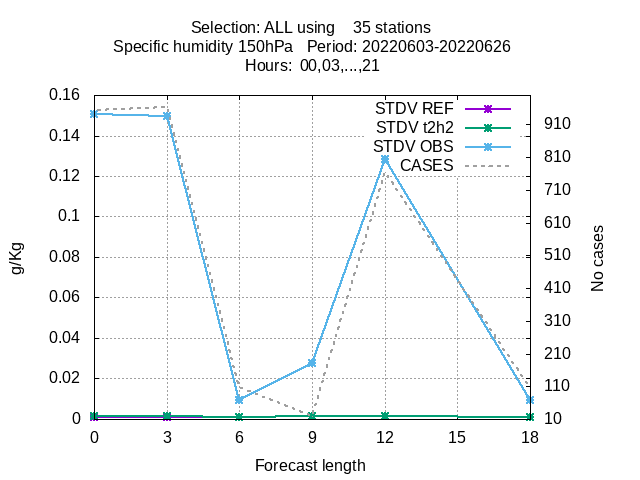 Selection: ALL using    35 stations
Specific humidity 150hPa   Period: 20220603-20220626
Hours:  00,03,...,21
STDV REF
STDV t2h2
STDV OBS
CASES
0.16
0.14
0.12
0.1
0.08
0.06
0.04
0.02
0
g/Kg
910
810
710
610
510
410
310
210
110
10
No cases
0 3 6 9 12 15 18
Forecast length